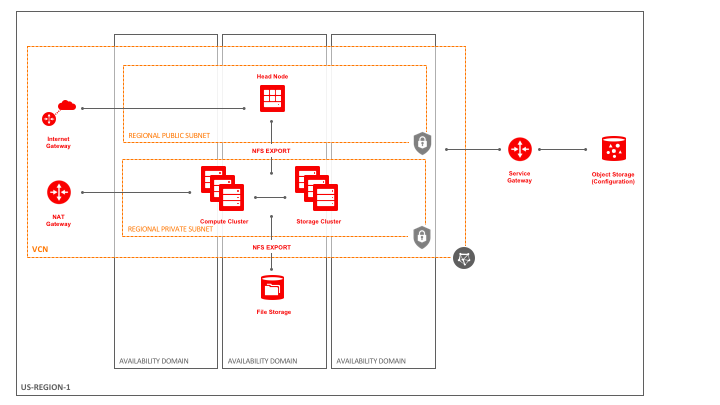 Head Node
Internet
Gateway
REGIONAL PUBLIC SUBNET
NFS EXPORT
Service
Gateway
Object Storage
(Configuration)
NAT
Gateway
Compute Cluster
Storage Cluster
REGIONAL PRIVATE SUBNET
VCN
NFS EXPORT
File Storage
AVAILABILITY DOMAIN
AVAILABILITY DOMAIN
AVAILABILITY DOMAIN
US-REGION-1